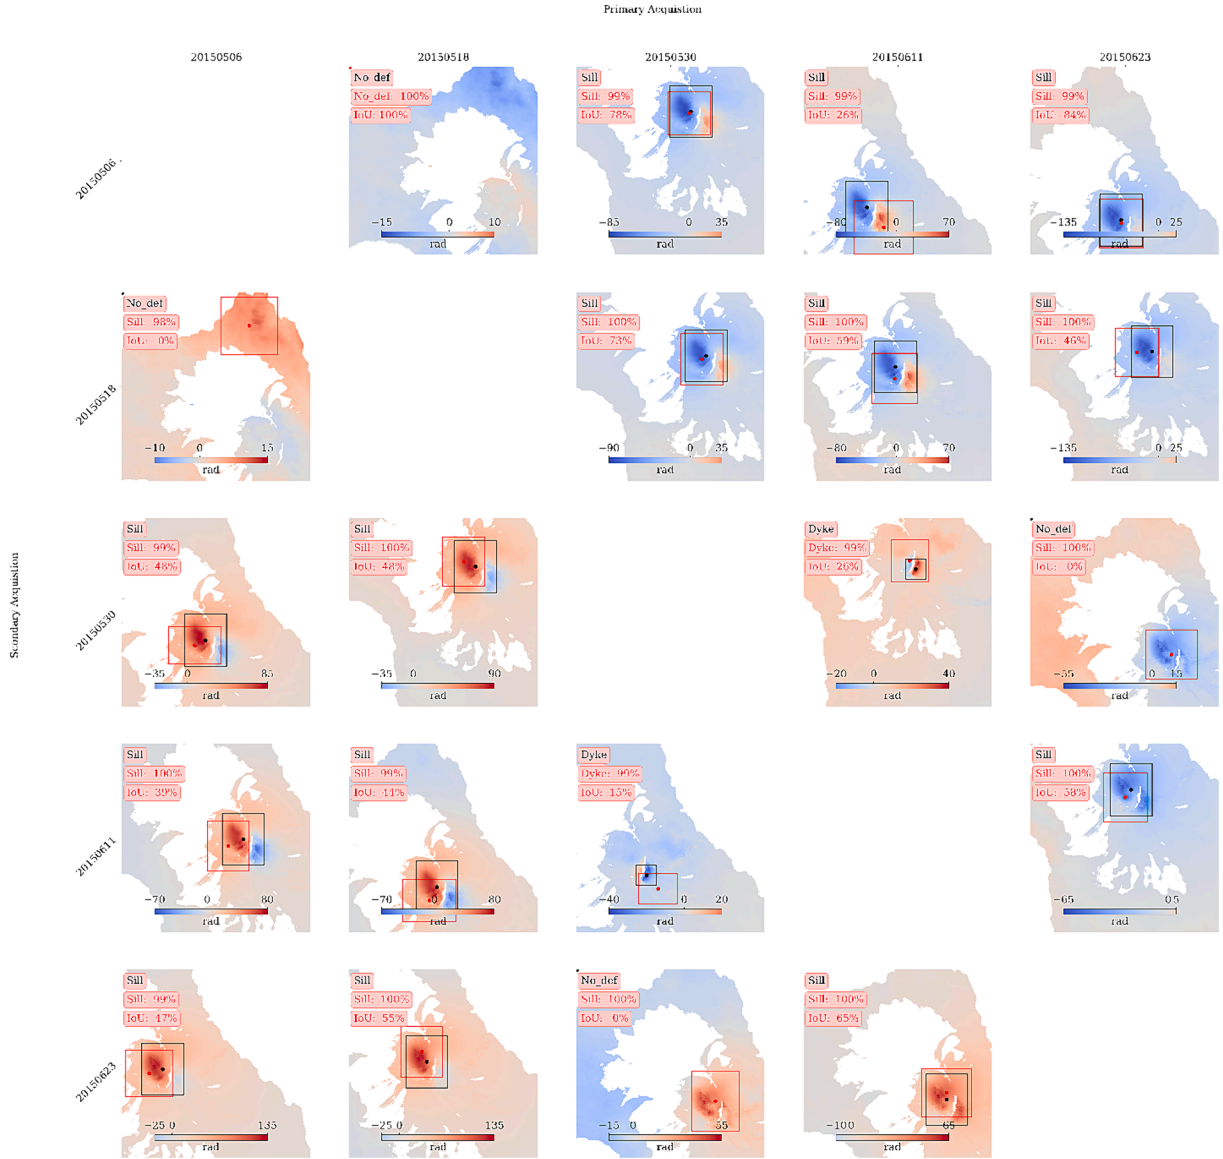 Primary Acquistion
20150506 20150518 20150530 20150611 20150623
Scondary Acquistion
20150506
No_def
No_def: 100%
IoU: 100%
−15 0 10
rad
Sill
Sill: 99%
IoU: 78%
−85 0 35
rad
Sill
Sill: 99%
IoU: 26%
−80 0 70
rad
Sill
Sill: 99%
IoU: 84%
−135 0 25
rad
20150518
No_def
Sill: 98%
IoU: 0%
−10 0 15
rad
Sill
Sill: 100%
IoU: 73%
−90 0 35
rad
Sill
Sill: 100%
IoU: 59%
−80 0 70
rad
Sill
Sill: 100%
IoU: 46%
−135 0 25
rad
20150530
Sill
Sill: 99%
IoU: 48%
−35 0 85
rad
Sill
Sill: 100%
IoU: 48%
−35 0 90
rad
Dyke
Dyke: 99%
IoU: 26%
−20 0 40
rad
No_def
Sill: 100%
IoU: 0%
−55 0 15
rad
20150611
Sill
Sill: 100%
IoU: 39%
−70 0 80
rad
Sill
Sill: 99%
IoU: 44%
−70 0 80
rad
Dyke
Dyke: 99%
IoU: 15%
−40 0 20
rad
Sill
Sill: 100%
IoU: 58%
−65 05
rad
20150623
Sill
Sill: 99%
IoU: 47%
−25 0 135
rad
Sill
Sill: 100%
IoU: 55%
−25 0 135
rad
No_def
Sill: 100%
IoU: 0%
−15 0 55
rad
Sill
Sill: 100%
IoU: 65%
−100 65
rad